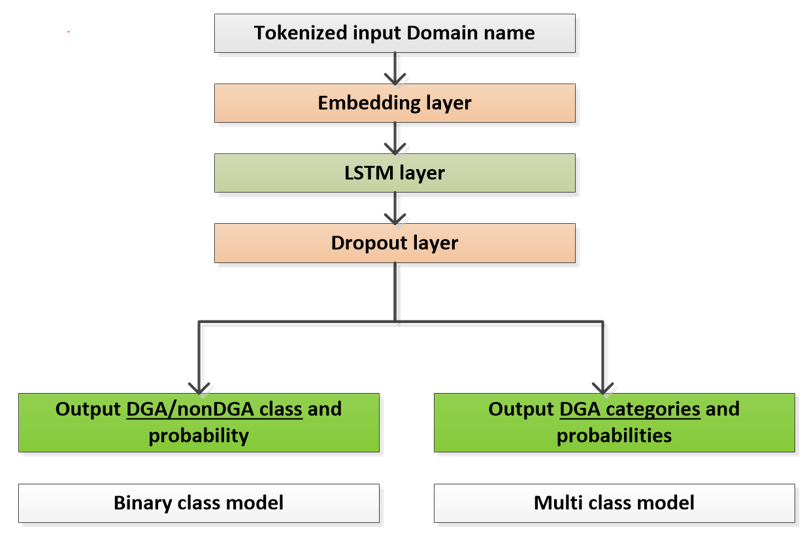 Tokenized input Domain name
Embedding layer
LSTM layer
Dropout layer
Output DGA/nonDGA class and
probability
Output DGA categories and
probabilities
Binary class model
Multi class model